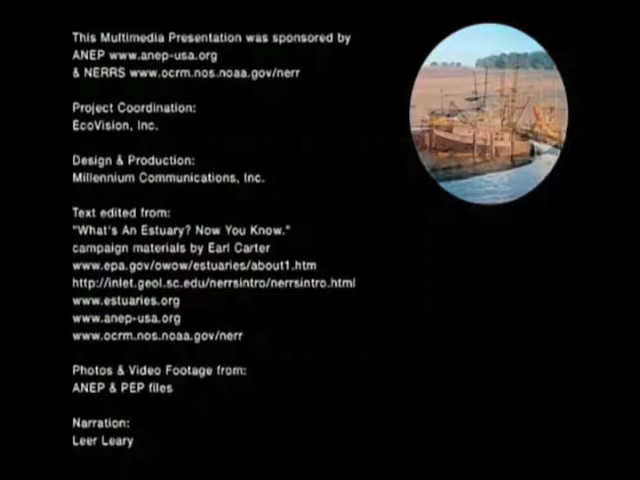 This Multimedia Presentation was sponsored by
ANEP www.anep-usa.org
& NERRS www.ocrm.nos.noaa.gov/nerr
Project Coordination:
EcoVision, Inc.
Design & Production:
Millennium Communications, Inc.
Text edited from:
"What's An Estuary? Now You Know."
campaign materials by Earl Carter
www.epa.gov/owow/estuaries/about1.htm
http://inlet.geol.sc.edu/nerrsintro/nerrsintro.html
www.estuaries.org
www.anep-usa.org
www.ocrm.nos.noaa.gov/nerr
Photos & Video Footage from:
ANEP & PEP files
Narration:
Leer Leary